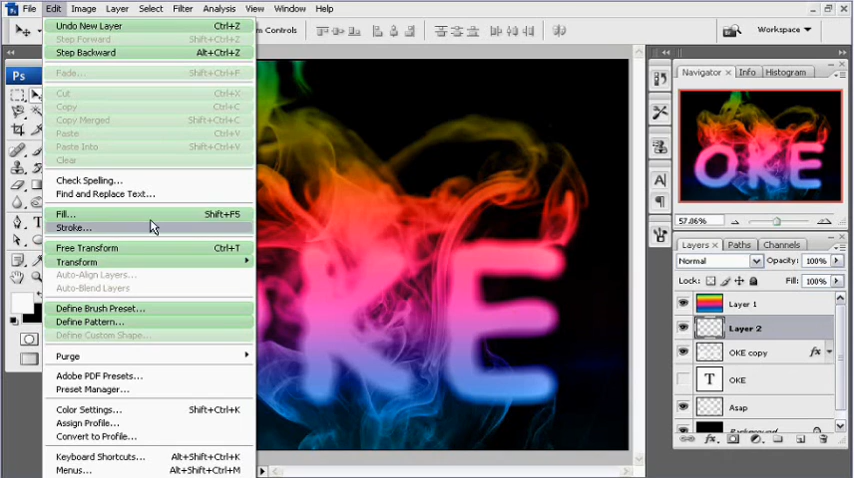 File Edit Image Layer Select Filter Analysis View Window Help
Undo New Layer Ctrl+Z
Step Forward Shift+Ctrl+Z
Step Backward Alt+Ctrl+Z
Fade... Shift+Ctrl+F
Cut Ctrl+X
Copy Ctrl+C
Copy Merged Shift+Ctrl+C
Paste Ctrl+V
Paste Into Shift+Ctrl+V
Clear
Check Spelling...
Find and Replace Text...
Fill... Shift+F5
Stroke...
Free Transform Ctrl+T
Transform
Auto-Align Layers...
Auto-Blend Layers
Define Brush Preset...
Define Pattern...
Define Custom Shape...
Purge
Adobe PDF Presets...
Preset Manager...
Color Settings... Shift+Ctrl+K
Assign Profile...
Convert to Profile...
Keyboard Shortcuts... Alt+Shift+Ctrl+K
Menus... Alt+Shift+Ctrl+M
Controls
Workspace
Ps
KE
Navigator Info Histogram
OKE
57.86%
Layers Paths Channels
Normal Opacity: 100%
Lock: Fill: 100%
Layer 1
Layer 2
OKE copy fx
T OKE
Asap
Background